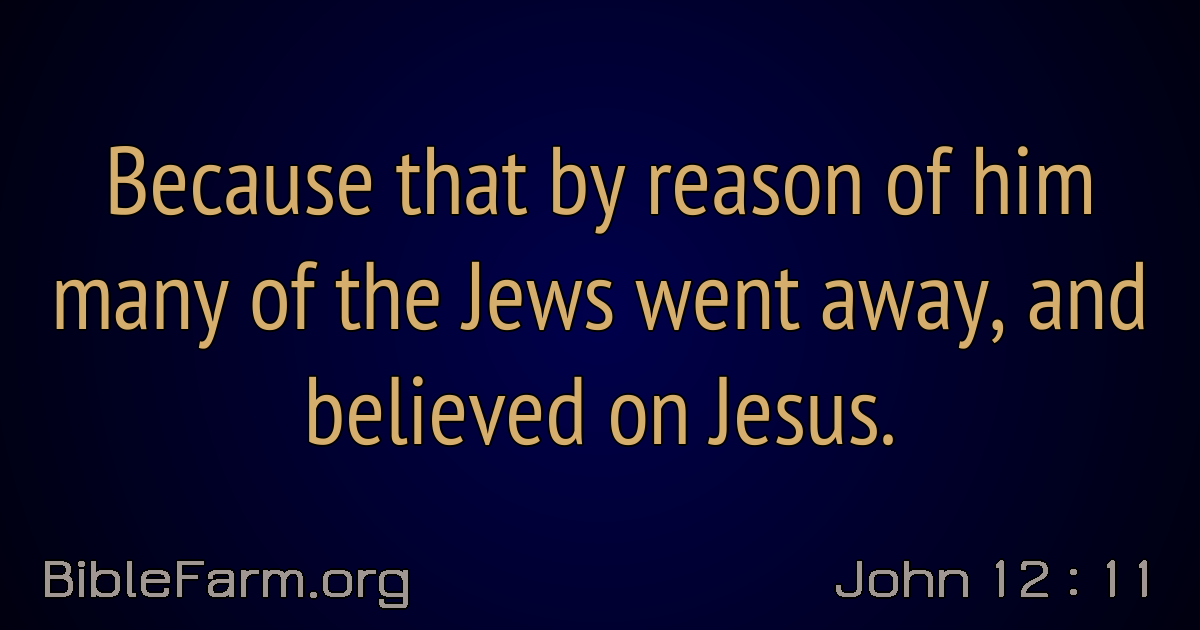 Because that by reason of him
many of the Jews went away, and
believed on Jesus.
BibleFarm.org
John 12 : 11